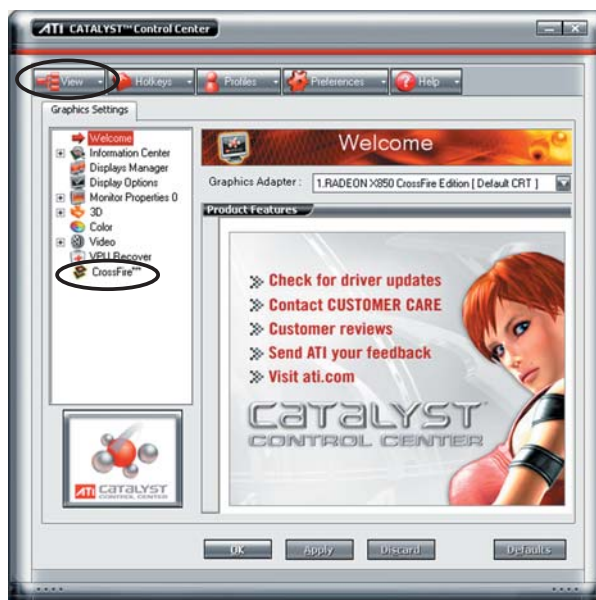 ATI CATALYST™ Control Center
View Hotkeys Profiles Preferences Help
Graphics Settings
Welcome
Information Center
Displays Manager
Display Options
Monitor Properties 0
3D
Color
Video
VPU Recover
CrossFire™
Welcome
Graphics Adapter : 1.RADEON X850 CrossFire Edition [ Default CRT ]
Product Features
Check for driver updates
Contact CUSTOMER CARE
Customer reviews
Send ATI your feedback
Visit ati.com
CATALYST
CONTROL CENTER
ATI CATALYST
CONTROL CENTER
OK Apply Discard Defaults